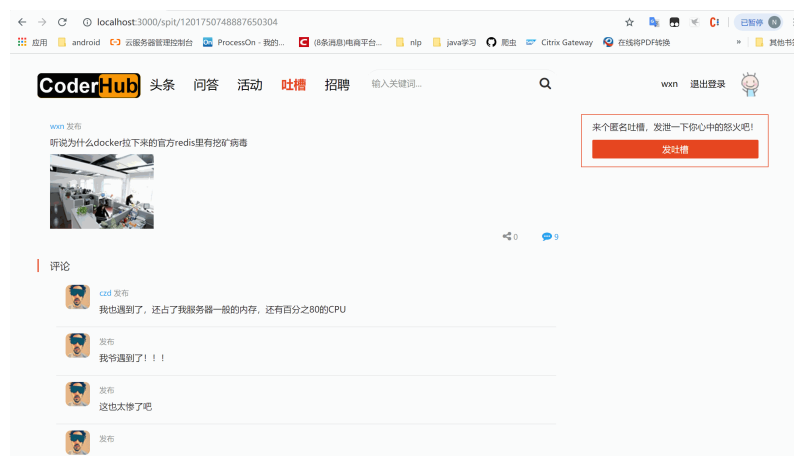 localhost:3000/spit/1201750748887650304
已暂停 N
应用 android 云服务器管理控制台 On ProcessOn - 我的... C (8条消息)电商平台... nlp java学习 爬虫 Citrix Gateway 在线将PDF转换 » 其他书签
CoderHub 头条 问答 活动 吐槽 招聘 输入关键词... wxn 退出登录
wxn 发布
听说为什么docker拉下来的官方redis里有挖矿病毒
0 9
来个匿名吐槽，发泄一下你心中的怒火吧！
发吐槽
评论
czd 发布
我也遇到了，还占了我服务器一般的内存，还有百分之80的CPU
发布
我爷遇到了！！！
发布
这也太惨了吧
发布